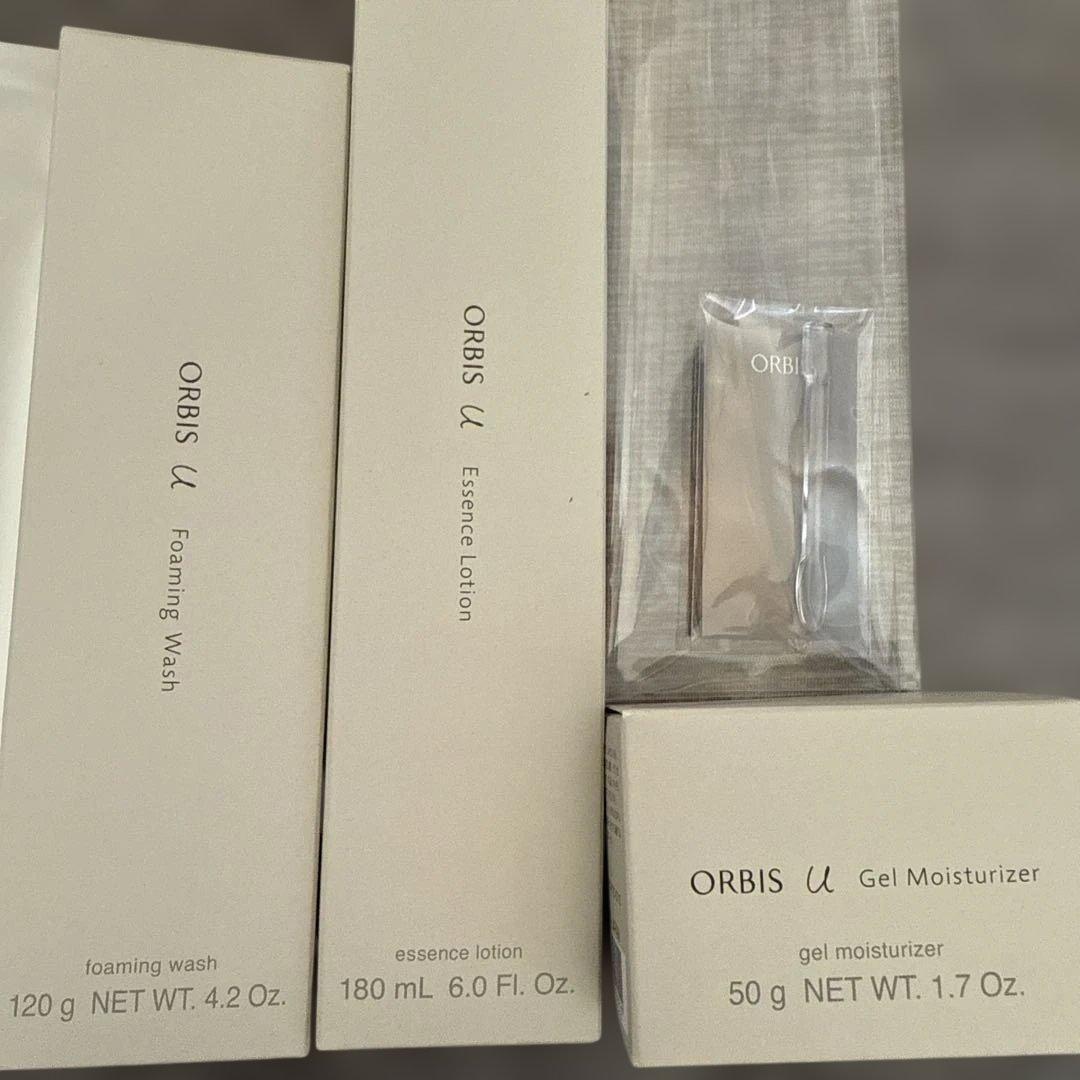 ORBIS u Foaming Wash
foaming wash
120 g NET WT. 4.2 Oz.
ORBIS u Essence Lotion
essence lotion
180 mL 6.0 Fl. Oz.
ORBIS
ORBIS u Gel Moisturizer
gel moisturizer
50 g NET WT. 1.7 Oz.